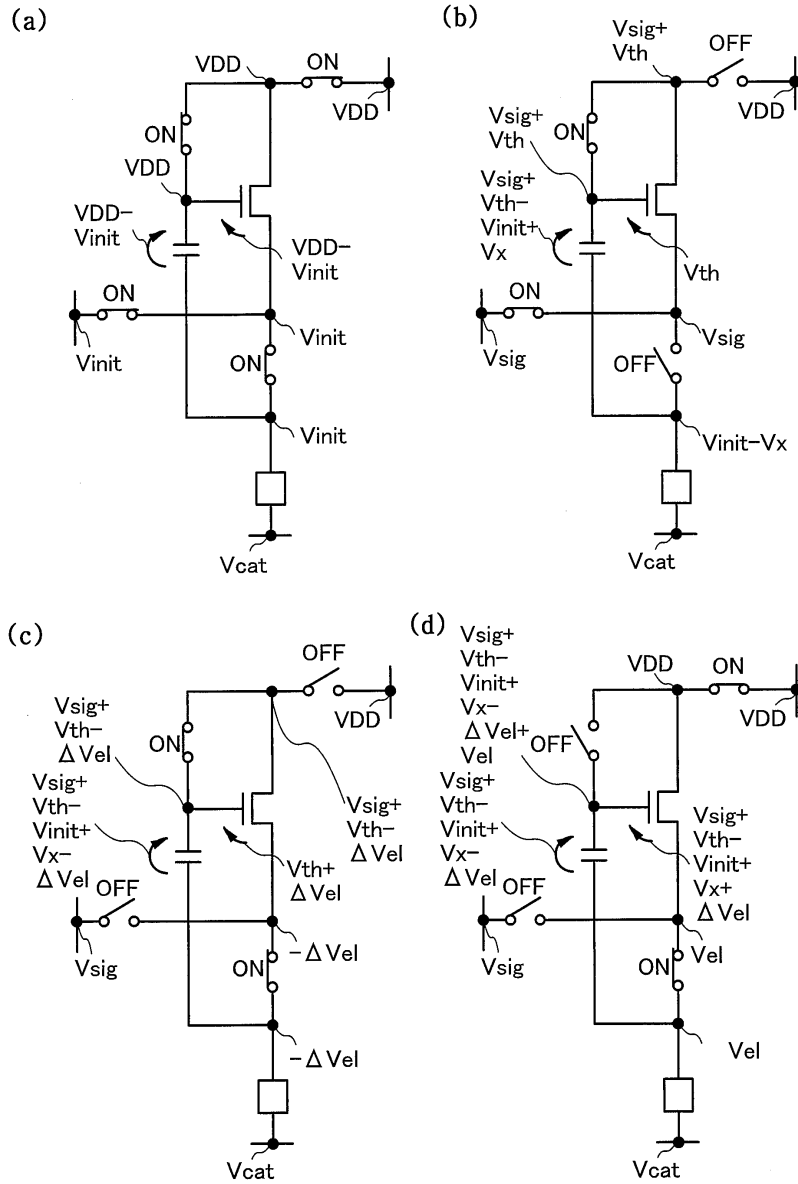 (a)
VDD
ON
VDD
ON
VDD
VDD−
Vinit
VDD−
Vinit
ON
Vinit
Vinit
ON
Vinit
Vcat
(b)
Vsig+
Vth
OFF
VDD
Vsig+
Vth
ON
Vsig+
Vth−
Vinit+
Vx
Vth
ON
Vsig
Vsig
OFF
Vinit−Vx
Vcat
(c)
OFF
VDD
Vsig+
Vth−
ΔVel
ON
Vsig+
Vth−
Vinit+
Vx−
ΔVel
Vsig+
Vth−
ΔVel
Vth+
ΔVel
OFF
Vsig
−ΔVel
ON
−ΔVel
Vcat
(d)
Vsig+
Vth−
Vinit+
Vx−
ΔVel+
Vel
VDD
ON
VDD
OFF
Vsig+
Vth−
Vinit+
Vx−
ΔVel
Vsig+
Vth−
Vinit+
Vx+
ΔVel
OFF
Vsig
Vel
ON
Vel
Vcat